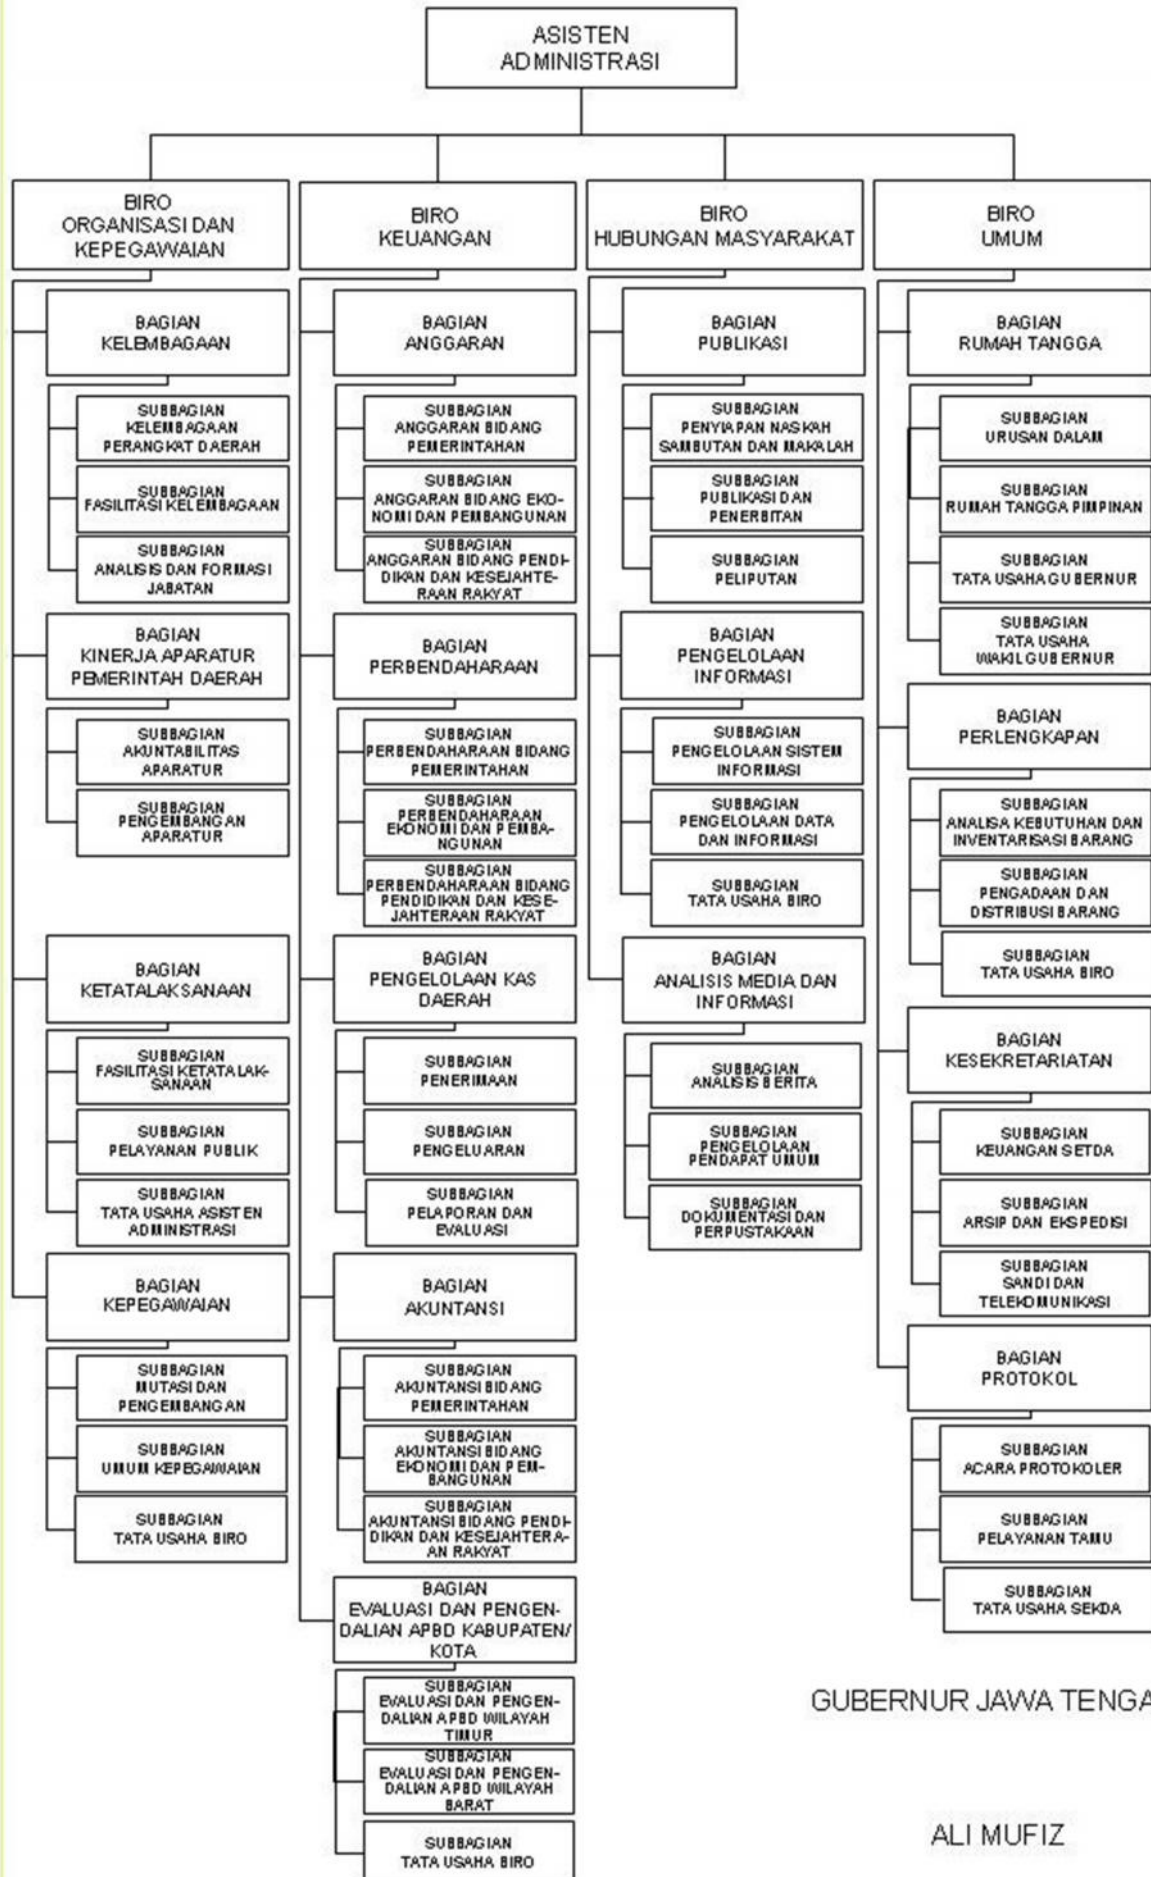 ASISTEN
ADMINISTRASI
BIRO
ORGANISASI DAN
KEPEGAWAIAN
BAGIAN
KELEMBAGAAN
SUBBAGIAN
KELEMBAGAAN
PERANGKAT DAERAH
SUBBAGIAN
FASILITASI KELEMBAGAAN
SUBBAGIAN
ANALISIS DAN FORMASI
JABATAN
BAGIAN
KINERJA APARATUR
PEMERINTAH DAERAH
SUBBAGIAN
AKUNTABILITAS
APARATUR
SUBBAGIAN
PENGEMBANGAN
APARATUR
BAGIAN
KETATALAKSANAAN
SUBBAGIAN
FASILITASI KETATALAK-
SANAAN
SUBBAGIAN
PELAYANAN PUBLIK
SUBBAGIAN
TATA USAHA ASISTEN
ADMINISTRASI
BAGIAN
KEPEGAWAIAN
SUBBAGIAN
MUTASI DAN
PENGEMBANGAN
SUBBAGIAN
UMUM KEPEGAWAIAN
SUBBAGIAN
TATA USAHA BIRO
BIRO
KEUANGAN
BAGIAN
ANGGARAN
SUBBAGIAN
ANGGARAN BIDANG
PEMERINTAHAN
SUBBAGIAN
ANGGARAN BIDANG EKO-
NOMI DAN PEMBANGUNAN
SUBBAGIAN
ANGGARAN BIDANG PENDI-
DIKAN DAN KESEJAHTE-
RAAN RAKYAT
BAGIAN
PERBENDAHARAAN
SUBBAGIAN
PERBENDAHARAAN BIDANG
PEMERINTAHAN
SUBBAGIAN
PERBENDAHARAAN
EKONOMI DAN PEMBA-
NGUNAN
SUBBAGIAN
PERBENDAHARAAN BIDANG
PENDIDIKAN DAN KESE-
JAHTERAAN RAKYAT
BAGIAN
PENGELOLAAN KAS
DAERAH
SUBBAGIAN
PENERIMAAN
SUBBAGIAN
PENGELUARAN
SUBBAGIAN
PELAPORAN DAN
EVALUASI
BAGIAN
AKUNTANSI
SUBBAGIAN
AKUNTANSI BIDANG
PEMERINTAHAN
SUBBAGIAN
AKUNTANSI BIDANG
EKONOMI DAN PEM-
BANGUNAN
SUBBAGIAN
AKUNTANSI BIDANG PENDI-
DIKAN DAN KESEJAHTERA-
AN RAKYAT
BAGIAN
EVALUASI DAN PENGEN-
DALIAN APBD KABUPATEN/
KOTA
SUBBAGIAN
EVALUASI DAN PENGEN-
DALIAN APBD WILAYAH
TIMUR
SUBBAGIAN
EVALUASI DAN PENGEN-
DALIAN APBD WILAYAH
BARAT
SUBBAGIAN
TATA USAHA BIRO
BIRO
HUBUNGAN MASYARAKAT
BAGIAN
PUBLIKASI
SUBBAGIAN
PENYIAPAN NASKAH
SAMBUTAN DAN MAKALAH
SUBBAGIAN
PUBLIKASI DAN
PENERBITAN
SUBBAGIAN
PELIPUTAN
BAGIAN
PENGELOLAAN
INFORMASI
SUBBAGIAN
PENGELOLAAN SISTEM
INFORMASI
SUBBAGIAN
PENGELOLAAN DATA
DAN INFORMASI
SUBBAGIAN
TATA USAHA BIRO
BAGIAN
ANALISIS MEDIA DAN
INFORMASI
SUBBAGIAN
ANALISIS BERITA
SUBBAGIAN
PENGELOLAAN
PENDAPAT UMUM
SUBBAGIAN
DOKUMENTASI DAN
PERPUSTAKAAN
BIRO
UMUM
BAGIAN
RUMAH TANGGA
SUBBAGIAN
URUSAN DALAM
SUBBAGIAN
RUMAH TANGGA PIMPINAN
SUBBAGIAN
TATA USAHA GUBERNUR
SUBBAGIAN
TATA USAHA
WAKIL GUBERNUR
BAGIAN
PERLENGKAPAN
SUBBAGIAN
ANALISA KEBUTUHAN DAN
INVENTARISASI BARANG
SUBBAGIAN
PENGADAAN DAN
DISTRIBUSI BARANG
SUBBAGIAN
TATA USAHA BIRO
BAGIAN
KESEKRETARIATAN
SUBBAGIAN
KEUANGAN SETDA
SUBBAGIAN
ARSIP DAN EKSPEDISI
SUBBAGIAN
SANDI DAN
TELEKOMUNIKASI
BAGIAN
PROTOKOL
SUBBAGIAN
ACARA PROTOKOLER
SUBBAGIAN
PELAYANAN TAMU
SUBBAGIAN
TATA USAHA SEKDA
GUBERNUR JAWA TENGA
ALI MUFIZ